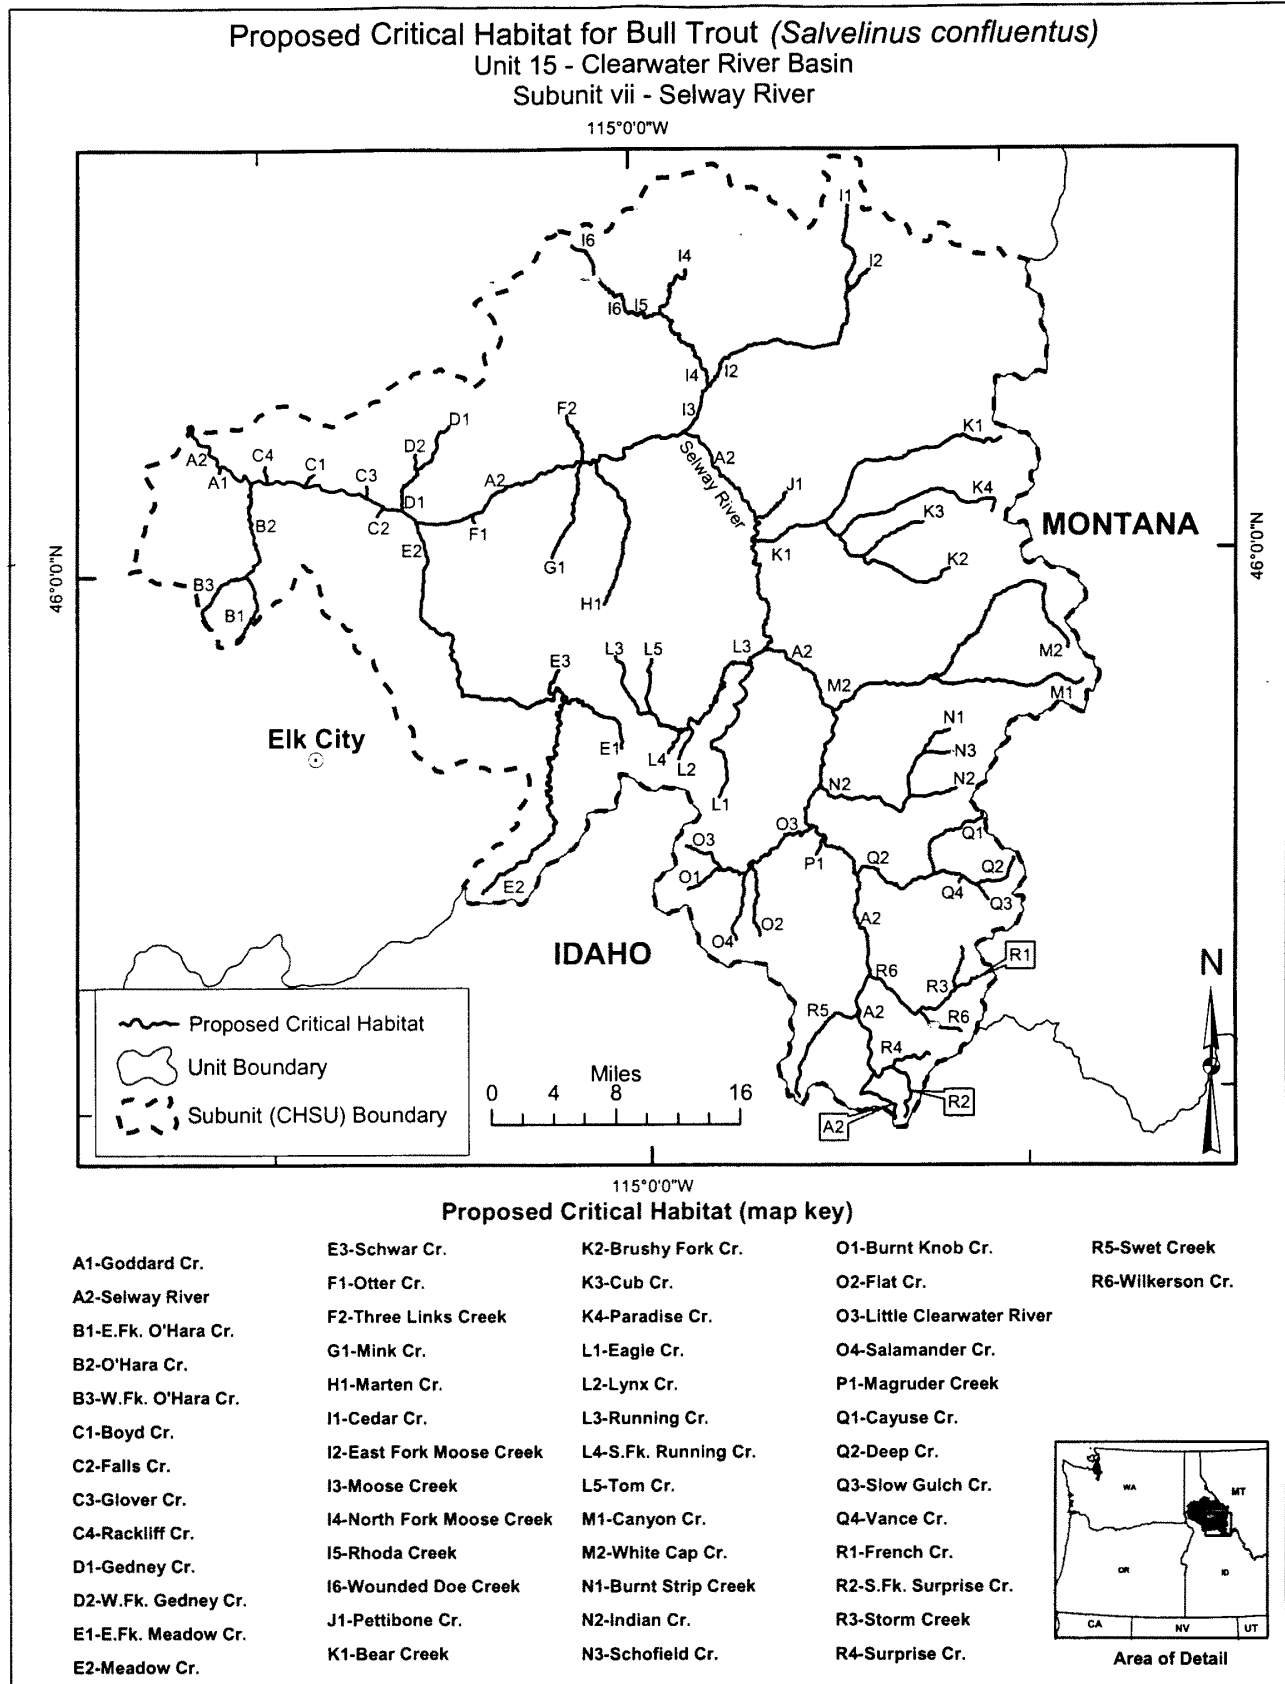 Proposed Critical Habitat for Bull Trout (Salvelinus confluentus)
Unit 15 - Clearwater River Basin
Subunit vii - Selway River
115°0'0"W
I1
I6
I4
I2
I6
I5
I4
I2
I3
F2
D1
K1
A2
C4
D2
Selway River
A2
A1
C1
C3
A2
J1
K4
D1
K3
MONTANA
B2
C2
F1
E2
K1
46°0'0"N
46°0'0"N
G1
K2
B3
H1
B1
L3
L5
L3
A2
M2
E3
M2
M1
N1
Elk City
E1
L4
L2
N3
N2
N2
L1
O3
O3
Q1
P1
Q2
Q2
O1
E2
Q4
Q3
A2
O2
O4
IDAHO
R1
N
R6
R3
R5
A2
R6
R4
R2
A2
Proposed Critical Habitat
Unit Boundary
Subunit (CHSU) Boundary
Miles
0 4 8 16
115°0'0"W
Proposed Critical Habitat (map key)
A1-Goddard Cr.
A2-Selway River
B1-E.Fk. O'Hara Cr.
B2-O'Hara Cr.
B3-W.Fk. O'Hara Cr.
C1-Boyd Cr.
C2-Falls Cr.
C3-Glover Cr.
C4-Rackliff Cr.
D1-Gedney Cr.
D2-W.Fk. Gedney Cr.
E1-E.Fk. Meadow Cr.
E2-Meadow Cr.
E3-Schwar Cr.
F1-Otter Cr.
F2-Three Links Creek
G1-Mink Cr.
H1-Marten Cr.
I1-Cedar Cr.
I2-East Fork Moose Creek
I3-Moose Creek
I4-North Fork Moose Creek
I5-Rhoda Creek
I6-Wounded Doe Creek
J1-Pettibone Cr.
K1-Bear Creek
K2-Brushy Fork Cr.
K3-Cub Cr.
K4-Paradise Cr.
L1-Eagle Cr.
L2-Lynx Cr.
L3-Running Cr.
L4-S.Fk. Running Cr.
L5-Tom Cr.
M1-Canyon Cr.
M2-White Cap Cr.
N1-Burnt Strip Creek
N2-Indian Cr.
N3-Schofield Cr.
O1-Burnt Knob Cr.
O2-Flat Cr.
O3-Little Clearwater River
O4-Salamander Cr.
P1-Magruder Creek
Q1-Cayuse Cr.
Q2-Deep Cr.
Q3-Slow Gulch Cr.
Q4-Vance Cr.
R1-French Cr.
R2-S.Fk. Surprise Cr.
R3-Storm Creek
R4-Surprise Cr.
R5-Swet Creek
R6-Wilkerson Cr.
WA
MT
OR
ID
CA
NV
UT
Area of Detail